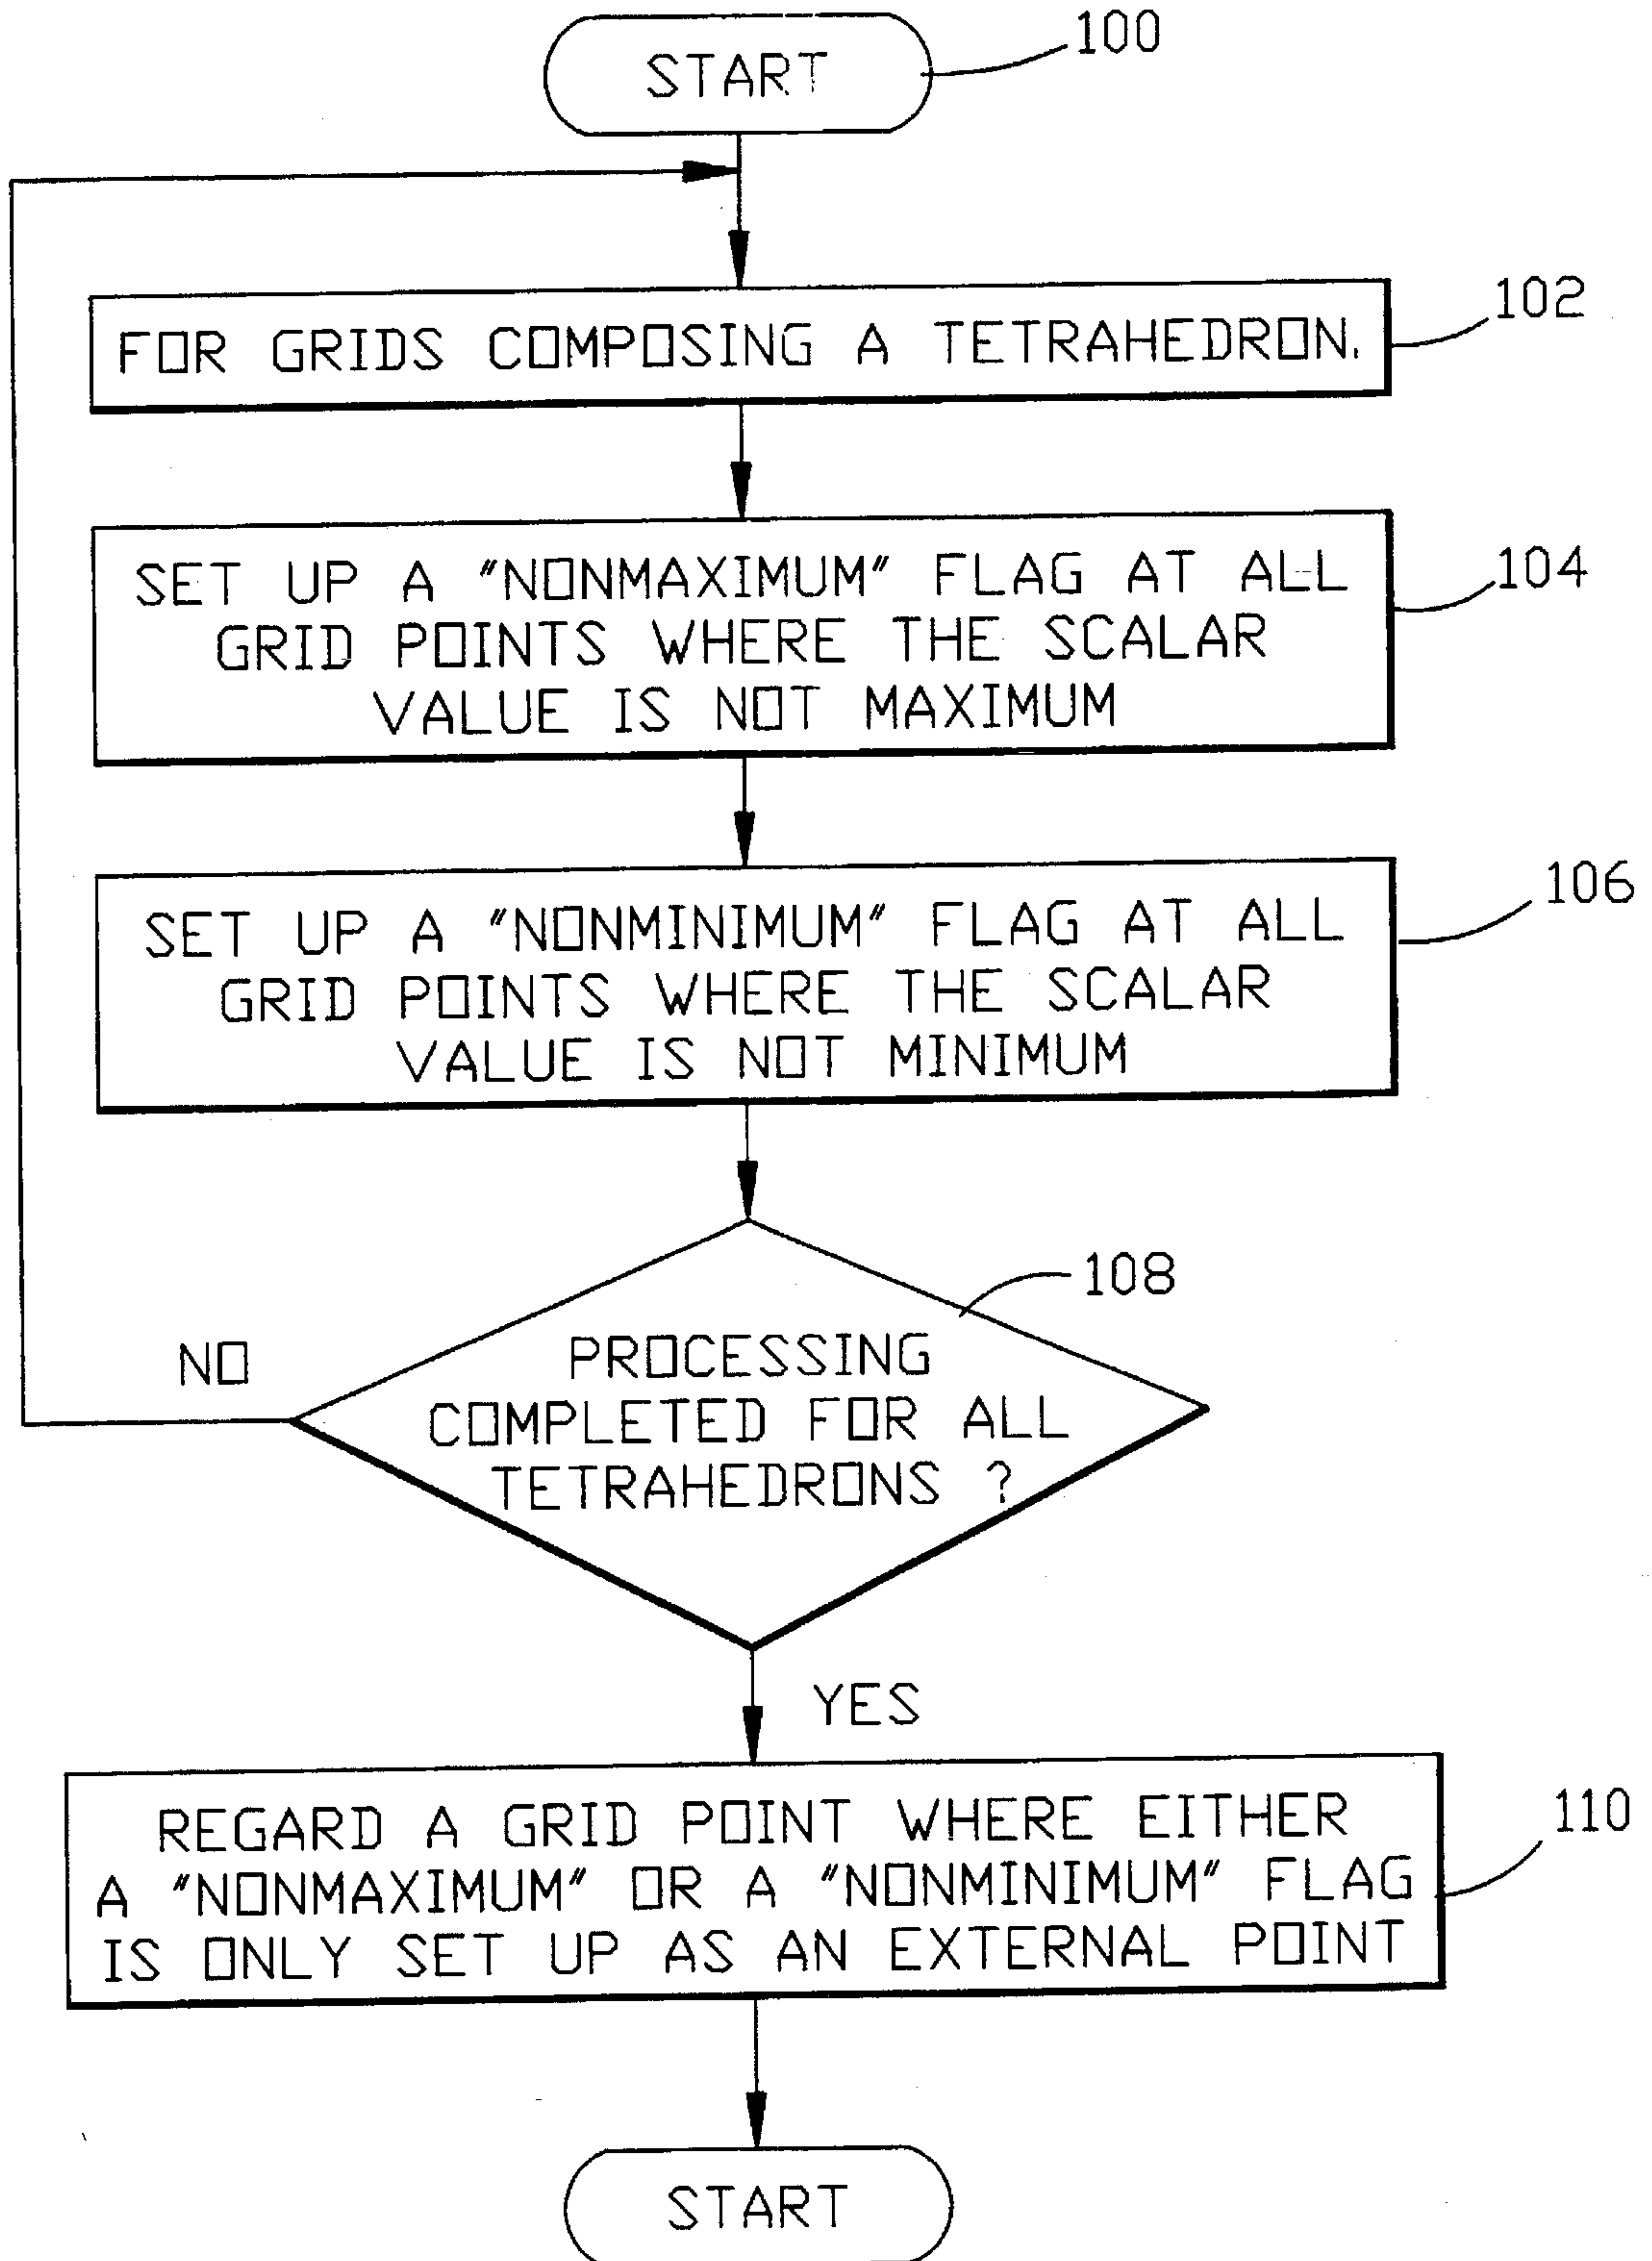 START
100
FOR GRIDS COMPOSING A TETRAHEDRON.
102
SET UP A "NONMAXIMUM" FLAG AT ALL
GRID POINTS WHERE THE SCALAR
VALUE IS NOT MAXIMUM
104
SET UP A "NONMINIMUM" FLAG AT ALL
GRID POINTS WHERE THE SCALAR
VALUE IS NOT MINIMUM
106
108
NO
PROCESSING
COMPLETED FOR ALL
TETRAHEDRONS ?
YES
REGARD A GRID POINT WHERE EITHER
A "NONMAXIMUM" OR A "NONMINIMUM" FLAG
IS ONLY SET UP AS AN EXTERNAL POINT
110
START